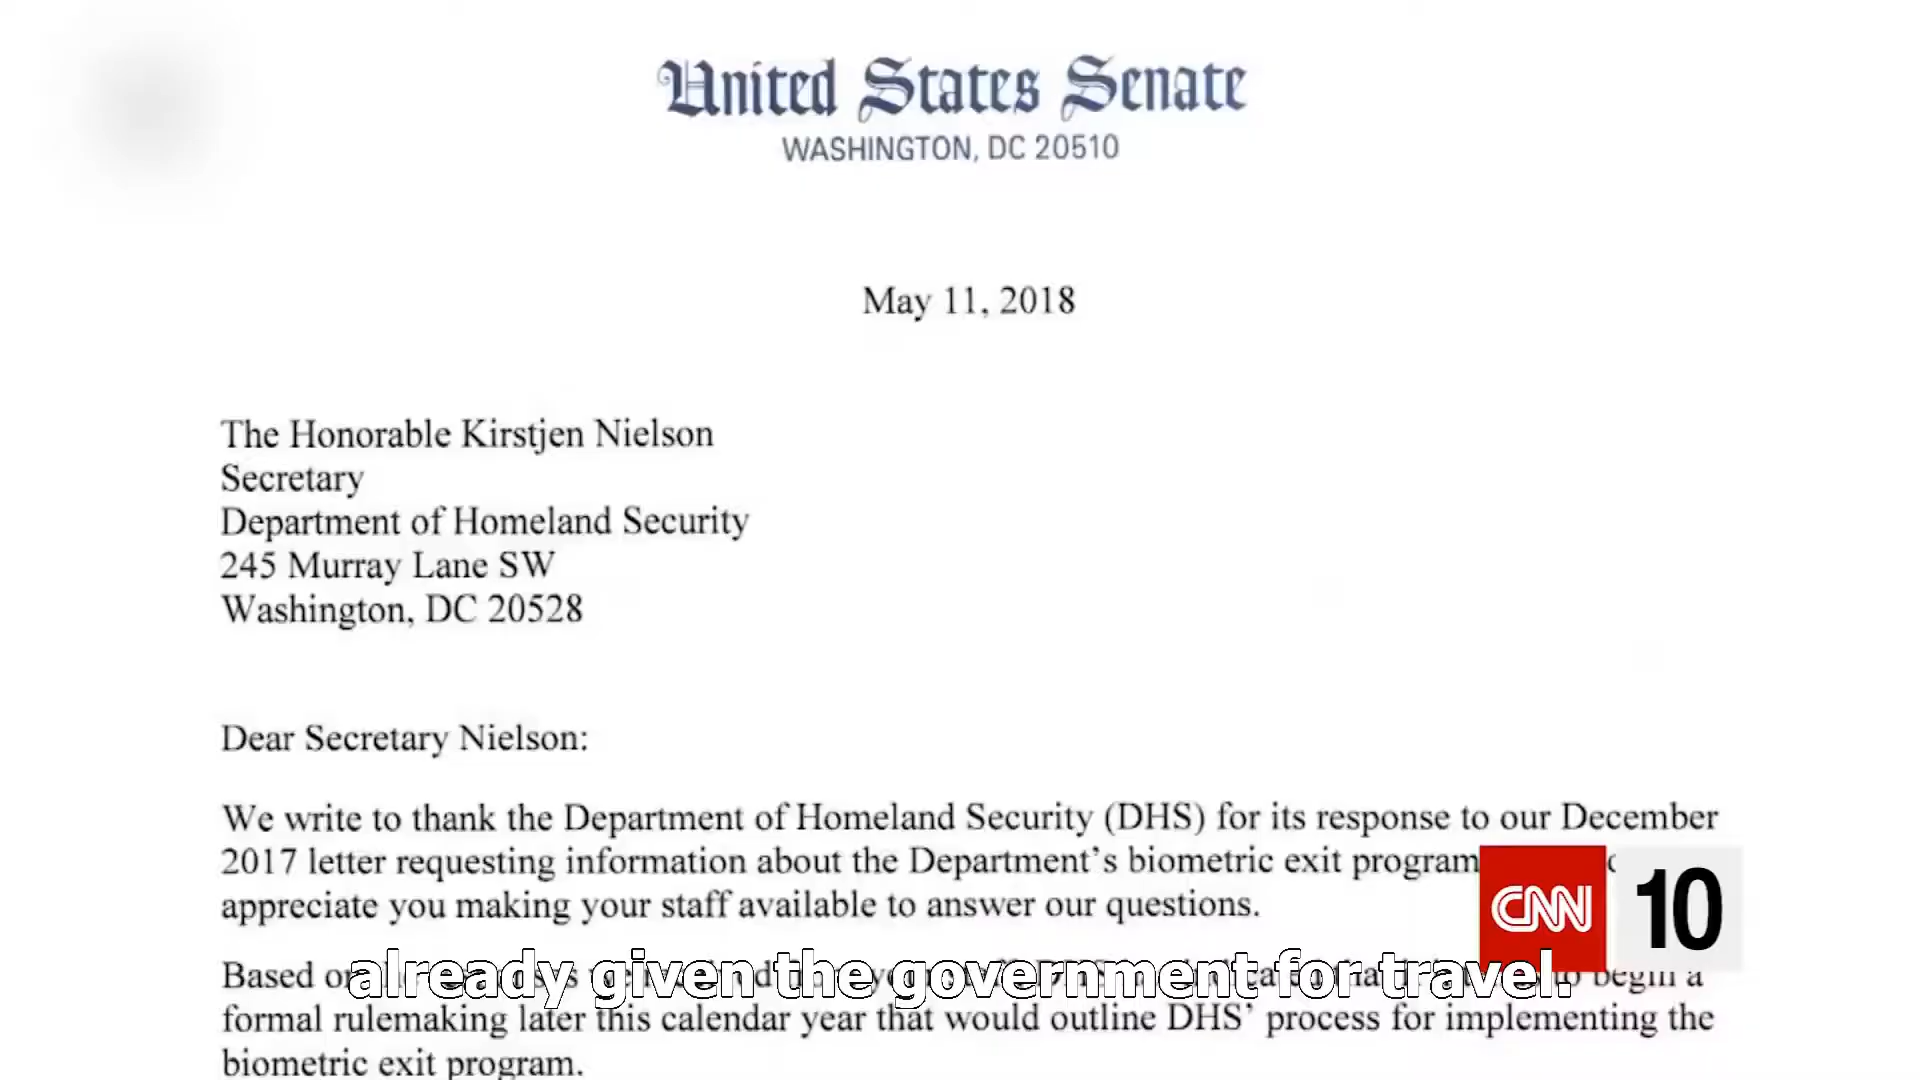 United States Senate
WASHINGTON, DC 20510
May 11, 2018
The Honorable Kirstjen Nielson
Secretary
Department of Homeland Security
245 Murray Lane SW
Washington, DC 20528
Dear Secretary Nielson:
We write to thank the Department of Homeland Security (DHS) for its response to our December
2017 letter requesting information about the Department's biometric exit program
appreciate you making your staff available to answer our questions.
CNN 10
Based
already given the government for travel.
to begin a
formal rulemaking later this calendar year that would outline DHS' process for implementing the
biometric exit program.